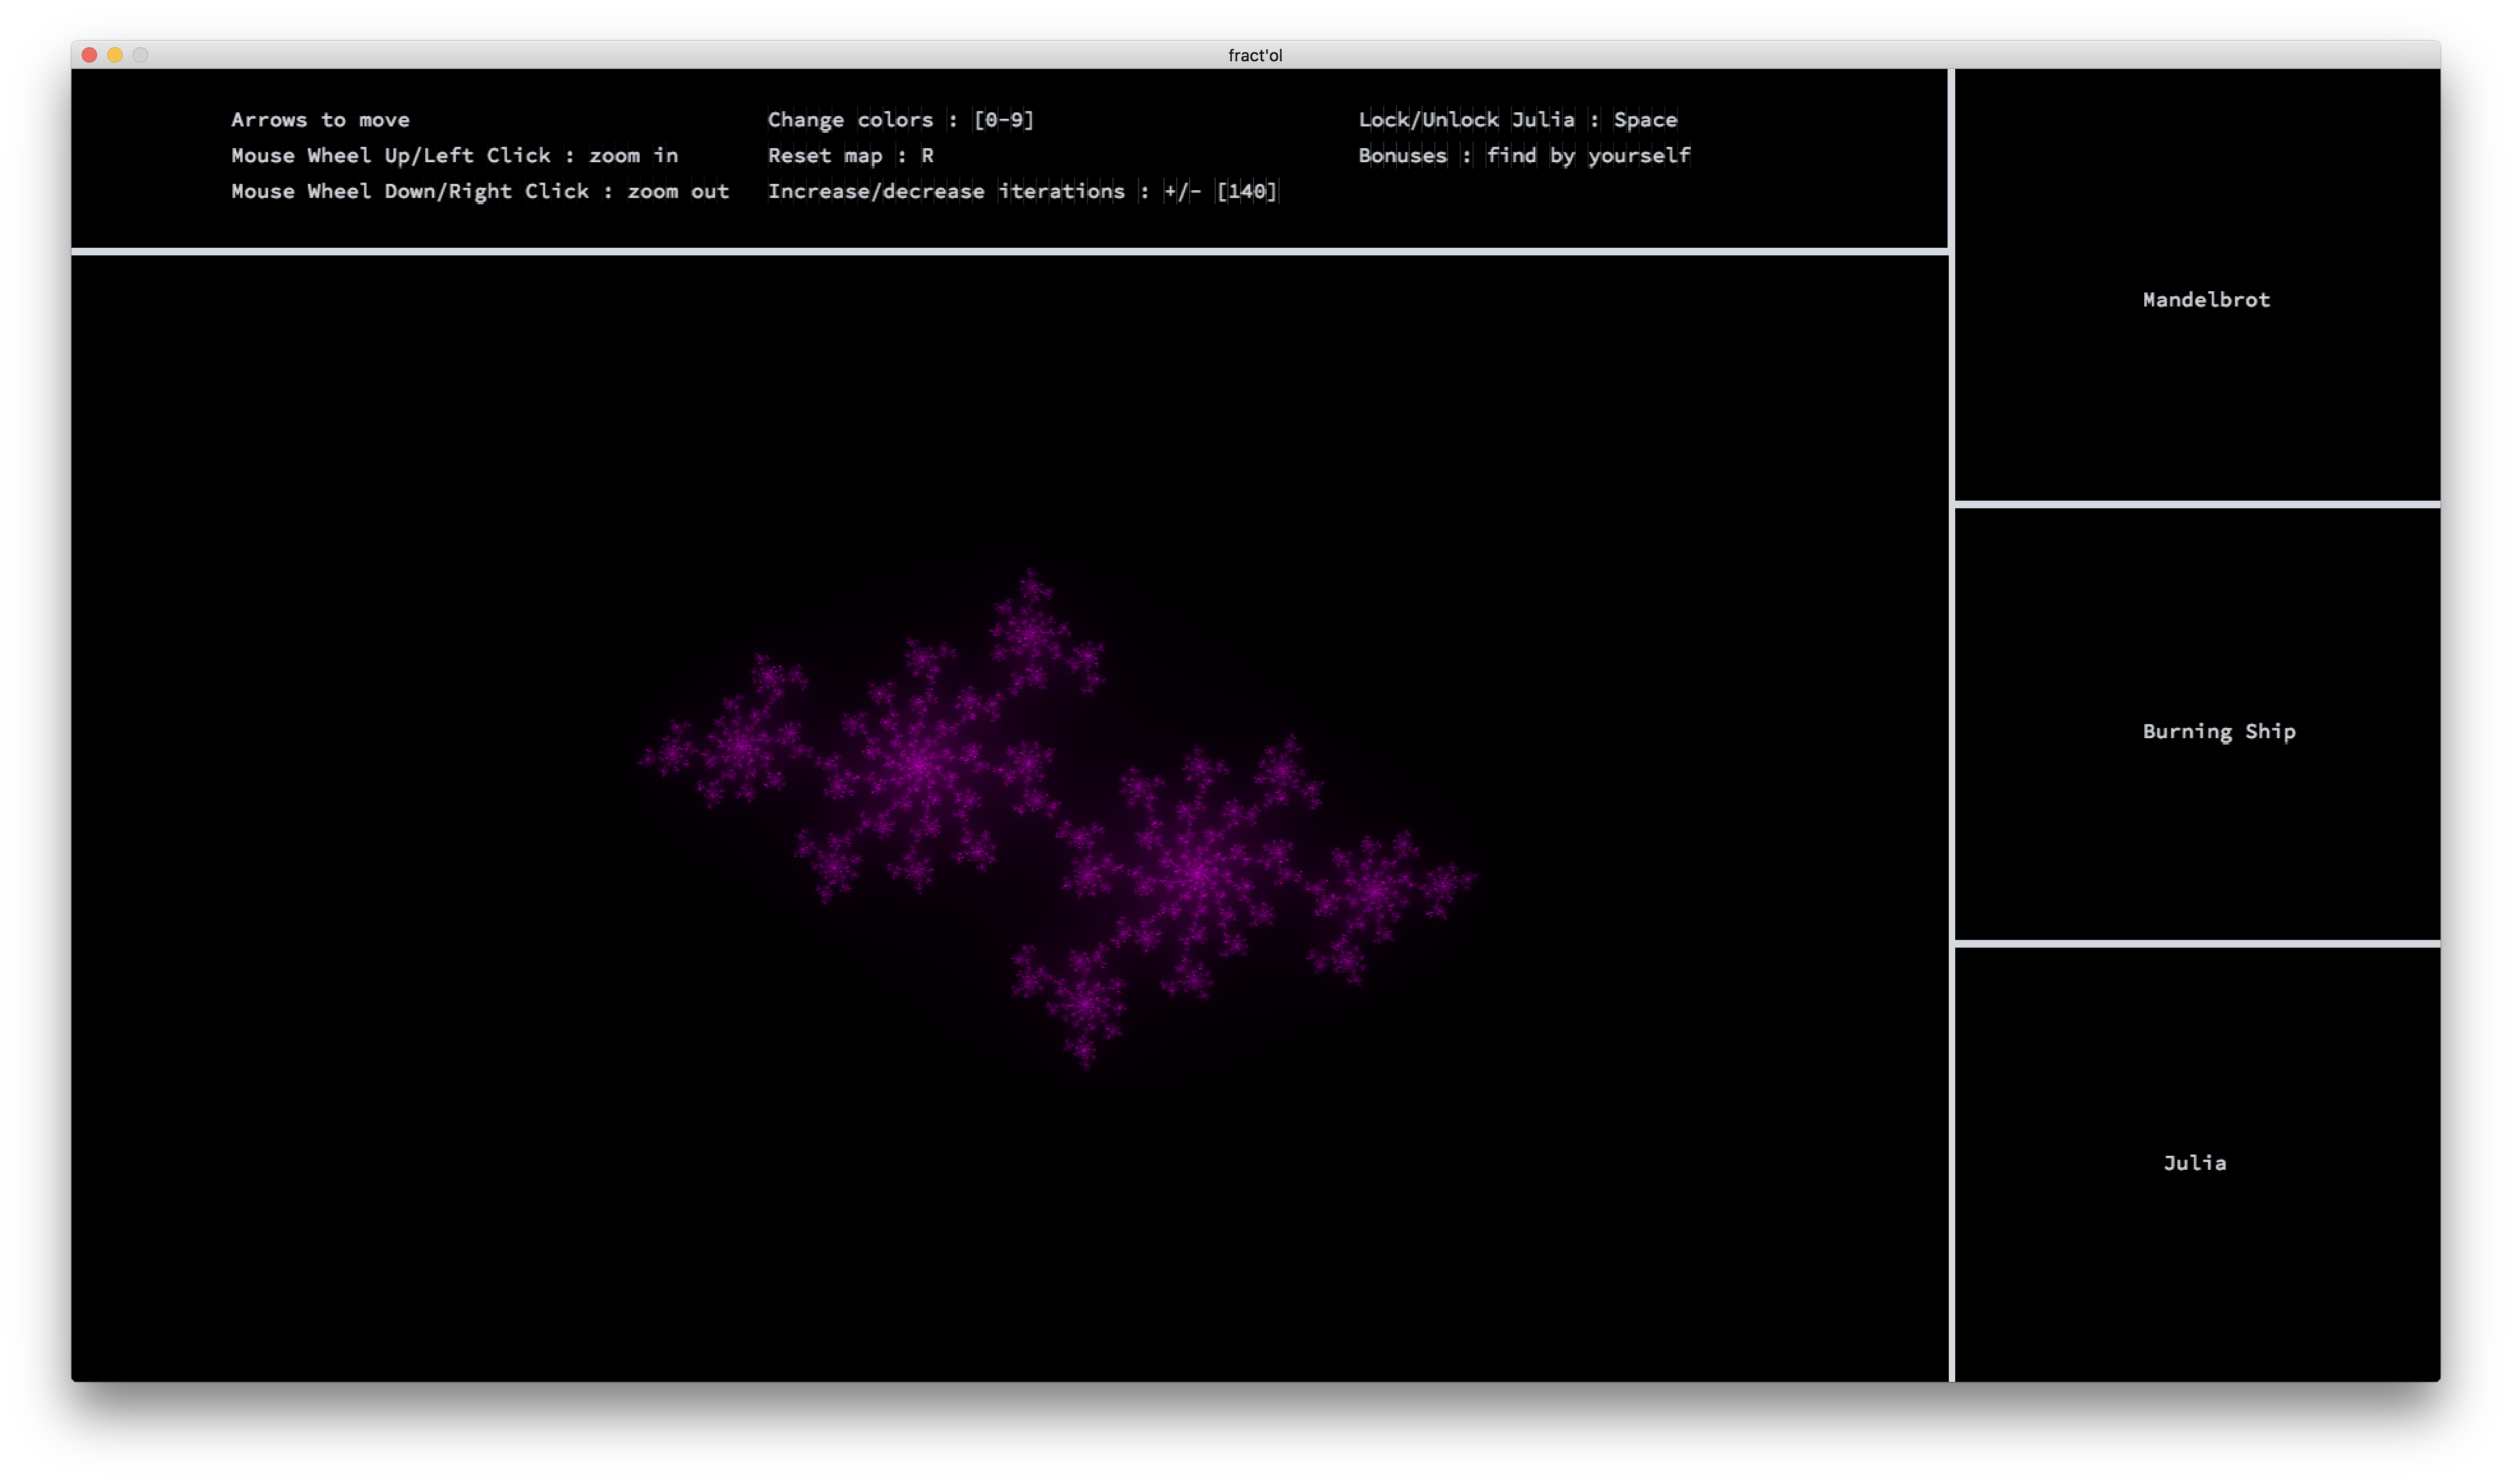 fract'ol
Arrows to move
Mouse Wheel Up/Left Click : zoom in
Mouse Wheel Down/Right Click : zoom out
Change colors : [0-9]
Reset map : R
Increase/decrease iterations : +/- [140]
Lock/Unlock Julia : Space
Bonuses : find by yourself
Mandelbrot
Burning Ship
Julia